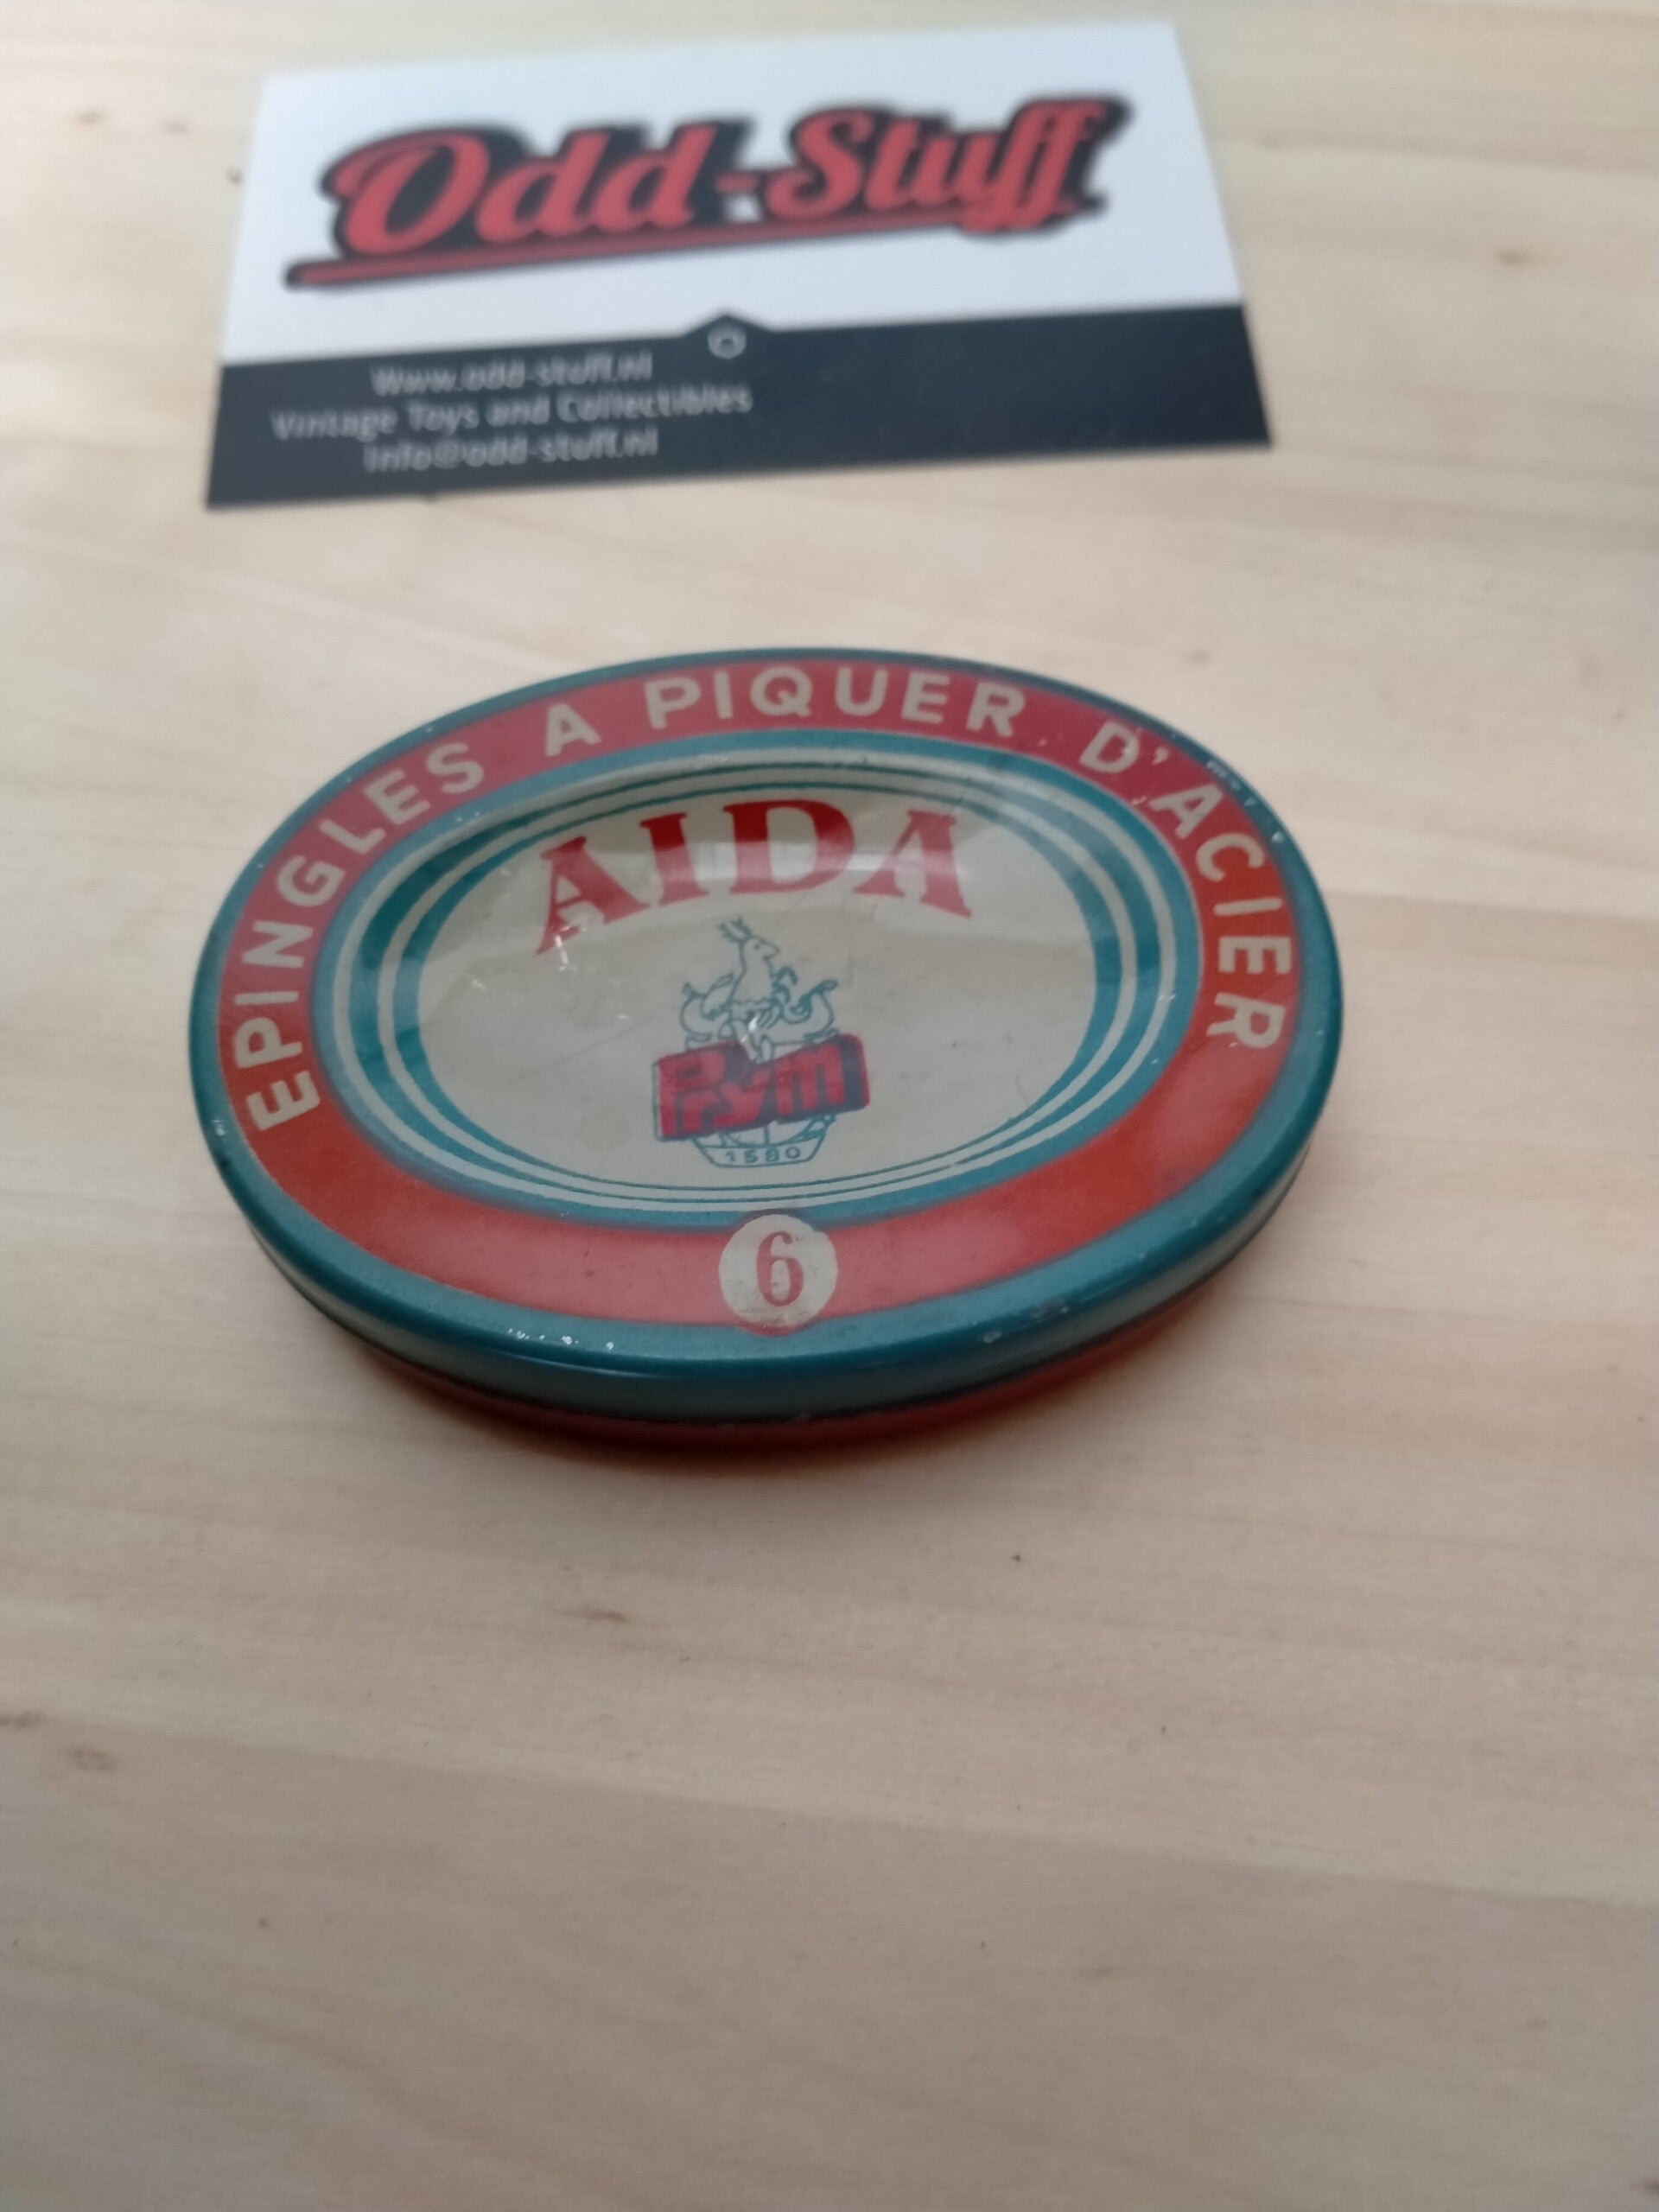 Odd-Stuff
Www.odd-stuff.nl
Vintage Toys and Collectibles
info@odd-stuff.nl
EPINGLES A PIQUER D'ACIER
AIDA
Prym
1580
6